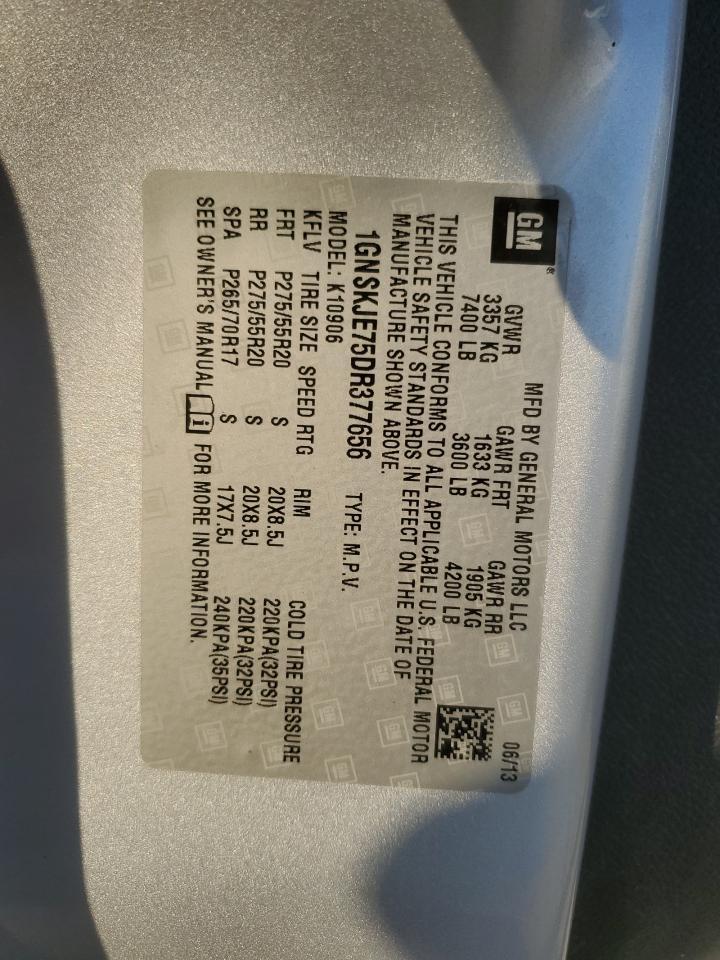 GM®
MFD BY GENERAL MOTORS LLC 06/13
GVWR GAWR FRT GAWR RR
3357 KG 1633 KG 1905 KG
7400 LB 3600 LB 4200 LB
THIS VEHICLE CONFORMS TO ALL APPLICABLE U.S. FEDERAL MOTOR
VEHICLE SAFETY STANDARDS IN EFFECT ON THE DATE OF
MANUFACTURE SHOWN ABOVE.
1GNSKJE75DR377656 TYPE: M.P.V.
MODEL: K10906
KFLV TIRE SIZE SPEED RTG RIM COLD TIRE PRESSURE
FRT P275/55R20 S 20X8.5J 220KPA(32PSI)
RR P275/55R20 S 20X8.5J 220KPA(32PSI)
SPA P265/70R17 S 17X7.5J 240KPA(35PSI)
SEE OWNER'S MANUAL FOR MORE INFORMATION.